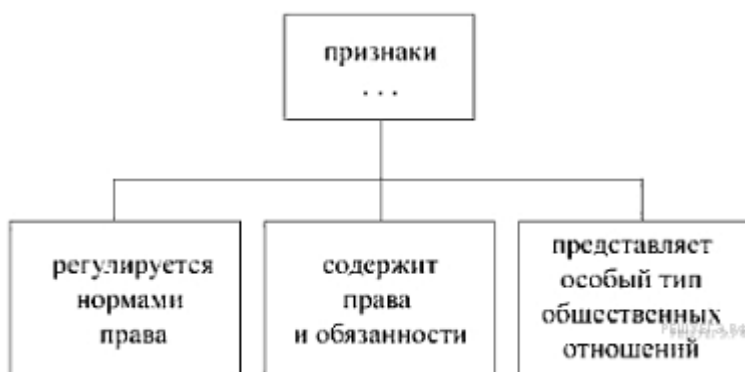 признаки
. . .
регулируется
нормами
права
содержит
права
и обязанности
представляет
особый тип
общественных
отношений